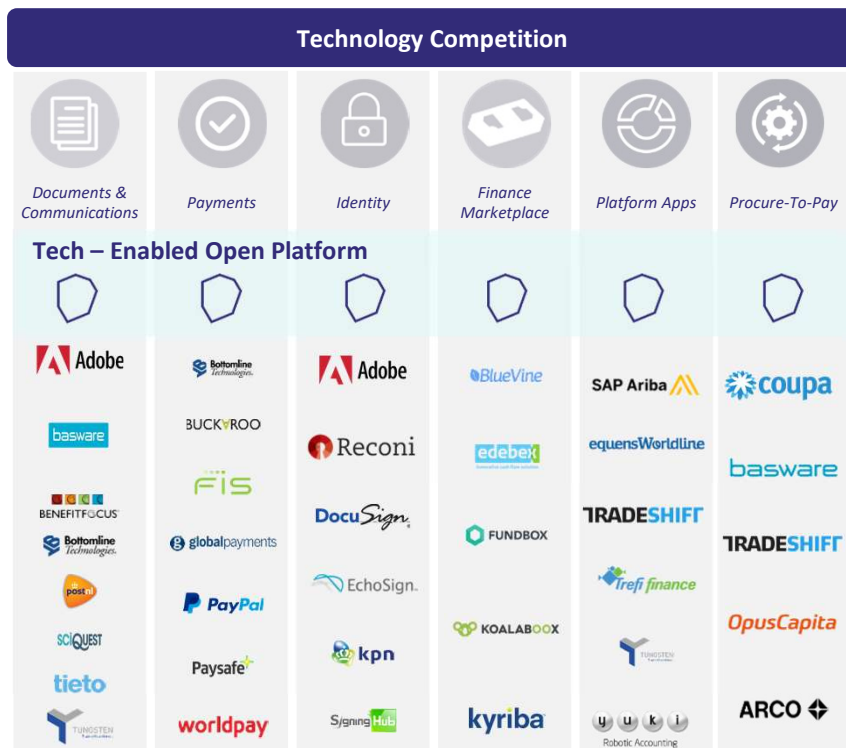 Technology Competition
Documents &
Communications
Payments
Identity
Finance
Marketplace
Platform Apps
Procure-To-Pay
Tech – Enabled Open Platform
Adobe
basware
BENEFITFOCUS
Bottomline
Technologies.
postnl
SCIQUEST
tieto
TUNGSTEN
Bottomline
Technologies.
BUCKAROO
FIS
globalpayments
PayPal
Paysafe
worldpay
Adobe
Reconi
DocuSign
EchoSign
kpn
Signing Hub
BlueVine
edebex
FUNDBOX
KOALABOOX
kyriba
SAP Ariba
equensWorldline
TRADESHIFT
Trefi finance
TUNGSTEN
yuki
Robotic Accounting
coupa
basware
TRADESHIFT
OpusCapita
ARCO